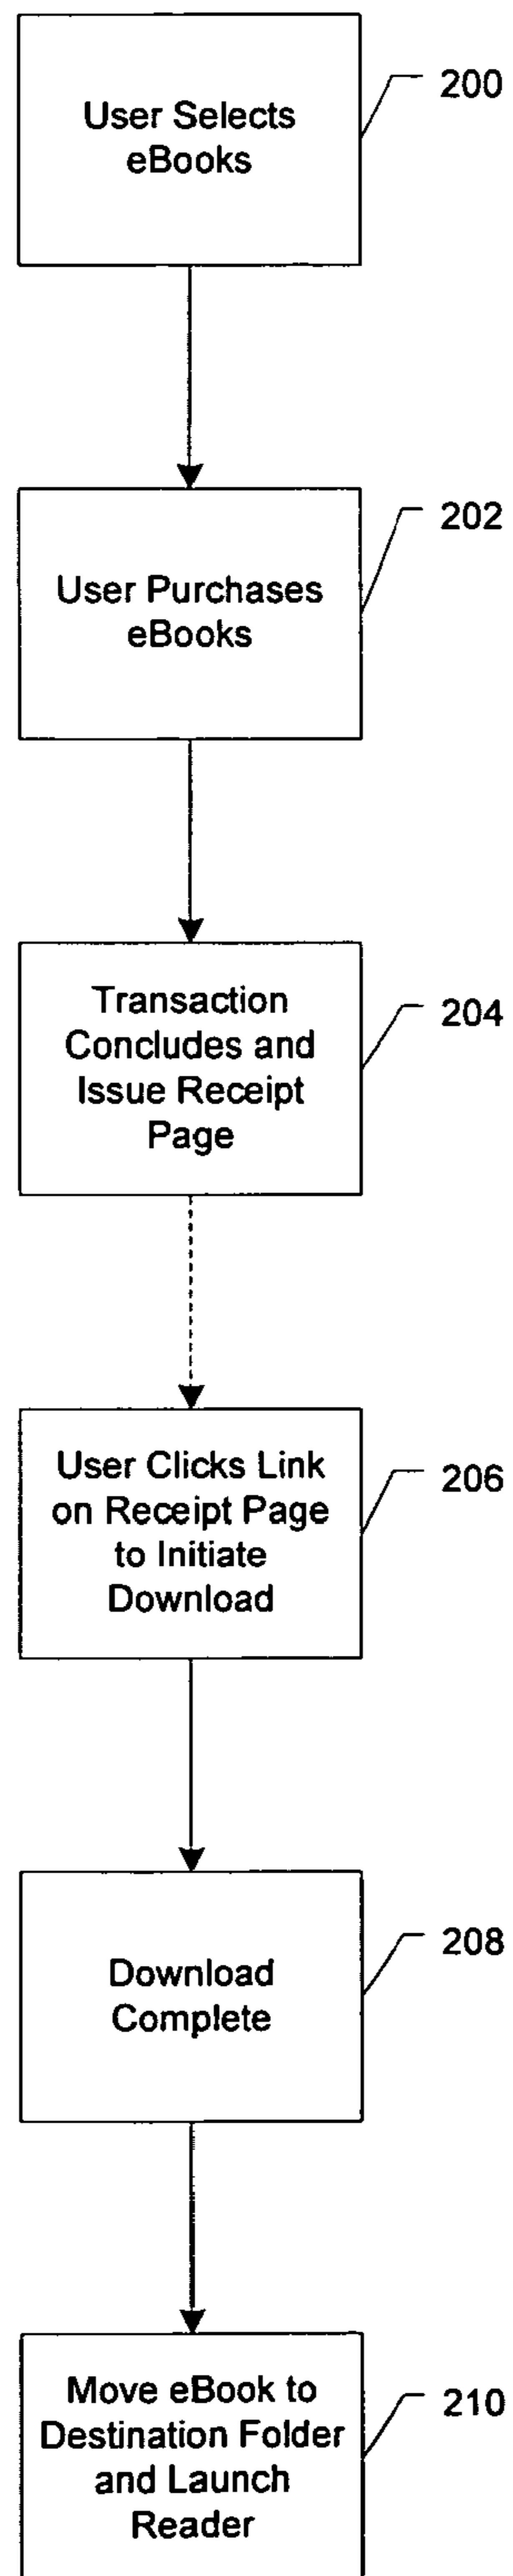 User Selects
eBooks
200
User Purchases
eBooks
202
Transaction
Concludes and
Issue Receipt
Page
204
User Clicks Link
on Receipt Page
to Initiate
Download
206
Download
Complete
208
Move eBook to
Destination Folder
and Launch
Reader
210